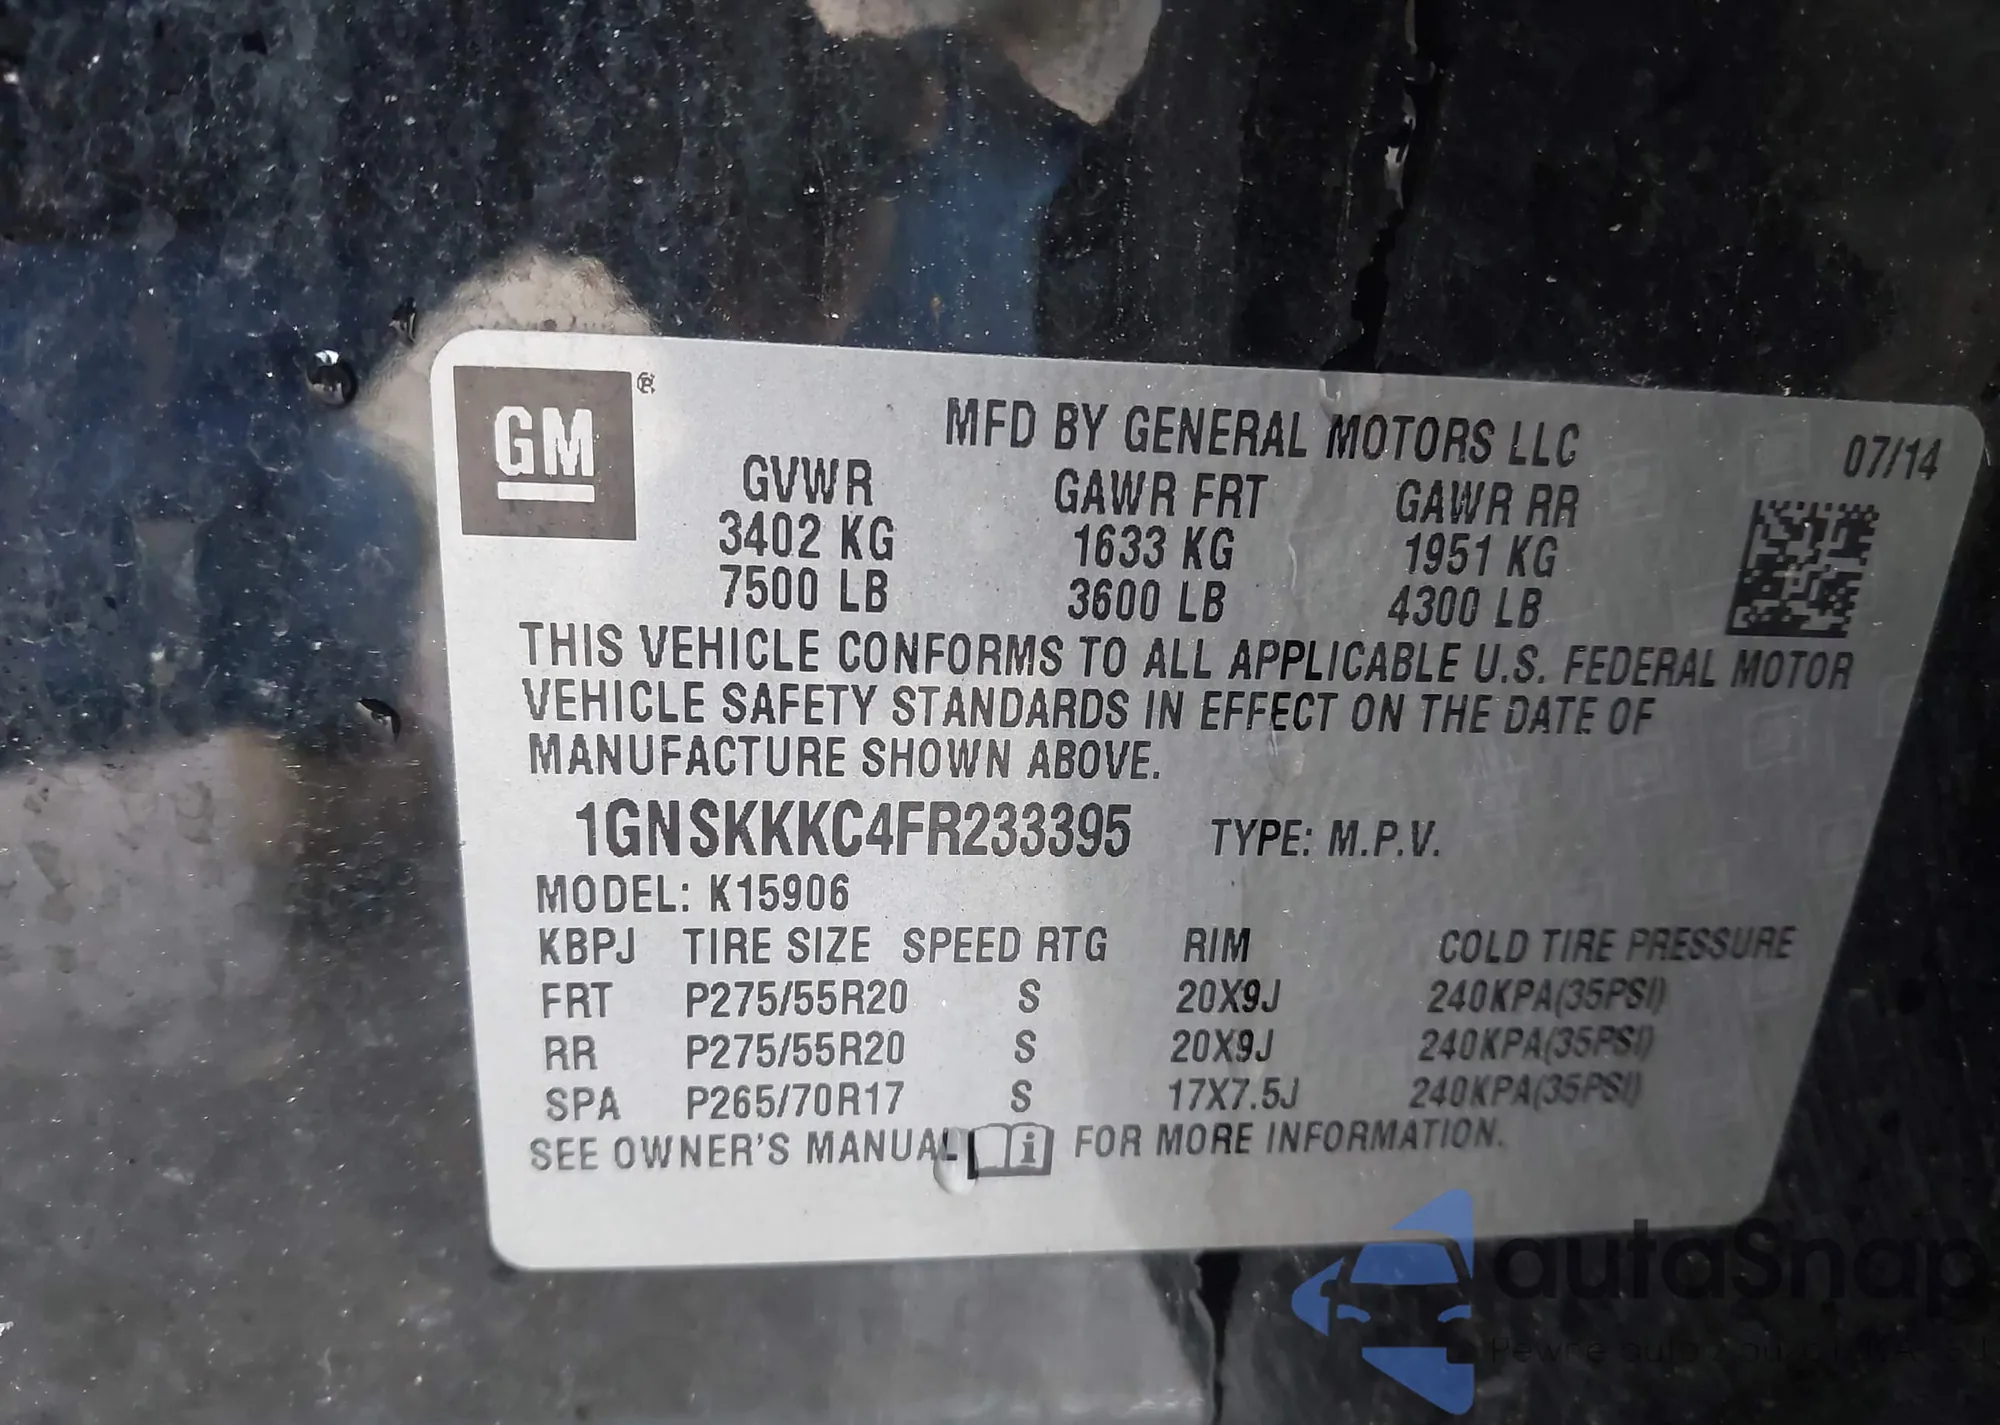 GM ®
MFD BY GENERAL MOTORS LLC 07/14
GVWR GAWR FRT GAWR RR
3402 KG 1633 KG 1951 KG
7500 LB 3600 LB 4300 LB
THIS VEHICLE CONFORMS TO ALL APPLICABLE U.S. FEDERAL MOTOR
VEHICLE SAFETY STANDARDS IN EFFECT ON THE DATE OF
MANUFACTURE SHOWN ABOVE.
1GNSKKKC4FR233395 TYPE: M.P.V.
MODEL: K15906
KBPJ TIRE SIZE SPEED RTG RIM COLD TIRE PRESSURE
FRT P275/55R20 S 20X9J 240KPA(35PSI)
RR P275/55R20 S 20X9J 240KPA(35PSI)
SPA P265/70R17 S 17X7.5J 240KPA(35PSI)
SEE OWNER'S MANUAL i FOR MORE INFORMATION.
autaSnap
Pewne auto